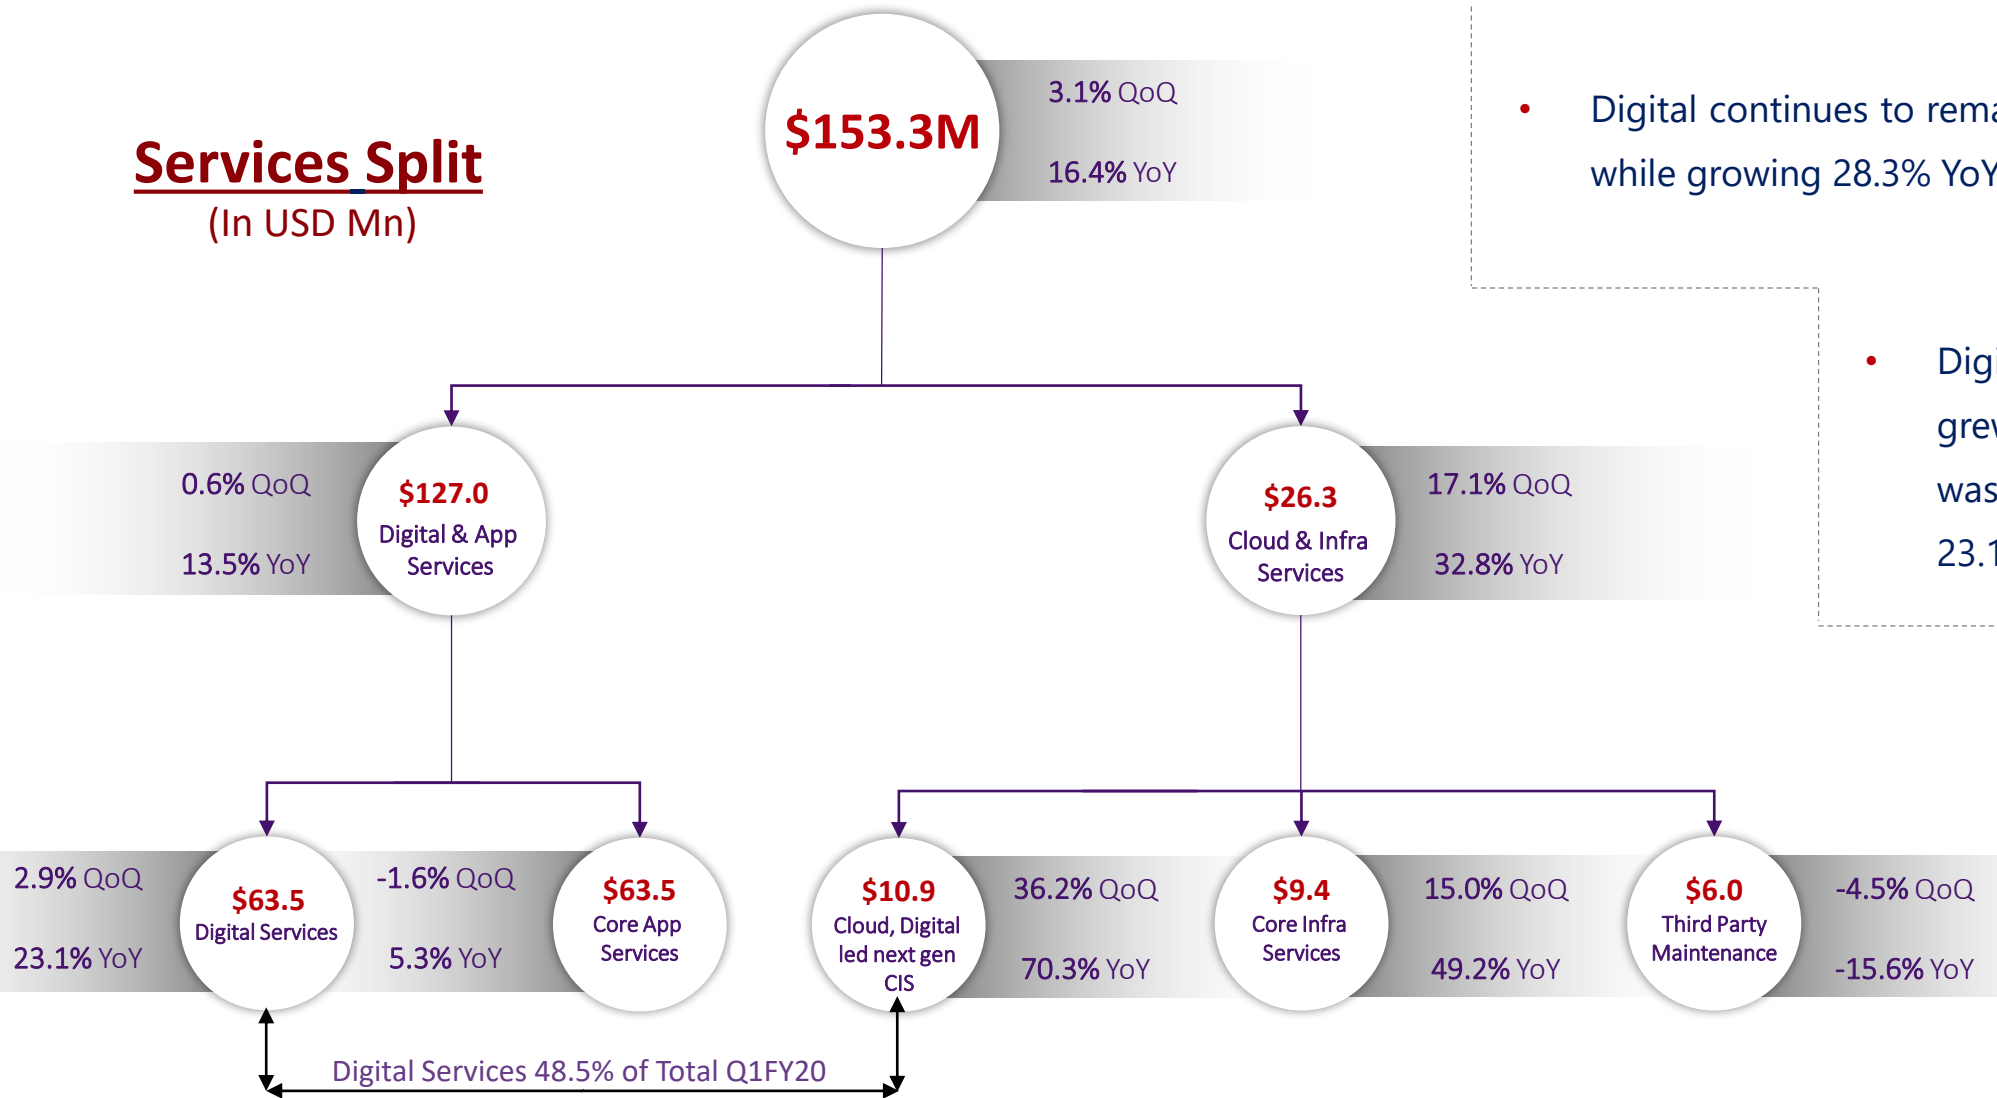 Services Split
(In USD Mn)
$153.3M
3.1% QoQ
16.4% YoY
• Digital continues to
while growing 28.3% YoY
•
was
0.6% QoQ
13.5% YoY
$127.0
Digital & App
Services
$26.3
Cloud & Infra
Services
17.1% QoQ
32.8% YoY
2.9% QoQ
23.1% YoY
$63.5
Digital Services
-1.6% QoQ
5.3% YoY
$63.5
Core App
Services
$10.9
Cloud, Digital
led next gen
CIS
36.2% QoQ
70.3% YoY
$9.4
Core Infra
Services
15.0% QoQ
49.2% YoY
$6.0
Third Party
Maintenance
-4.5% QoQ
-15.6% YoY
Digital Services 48.5% of Total Q1FY20